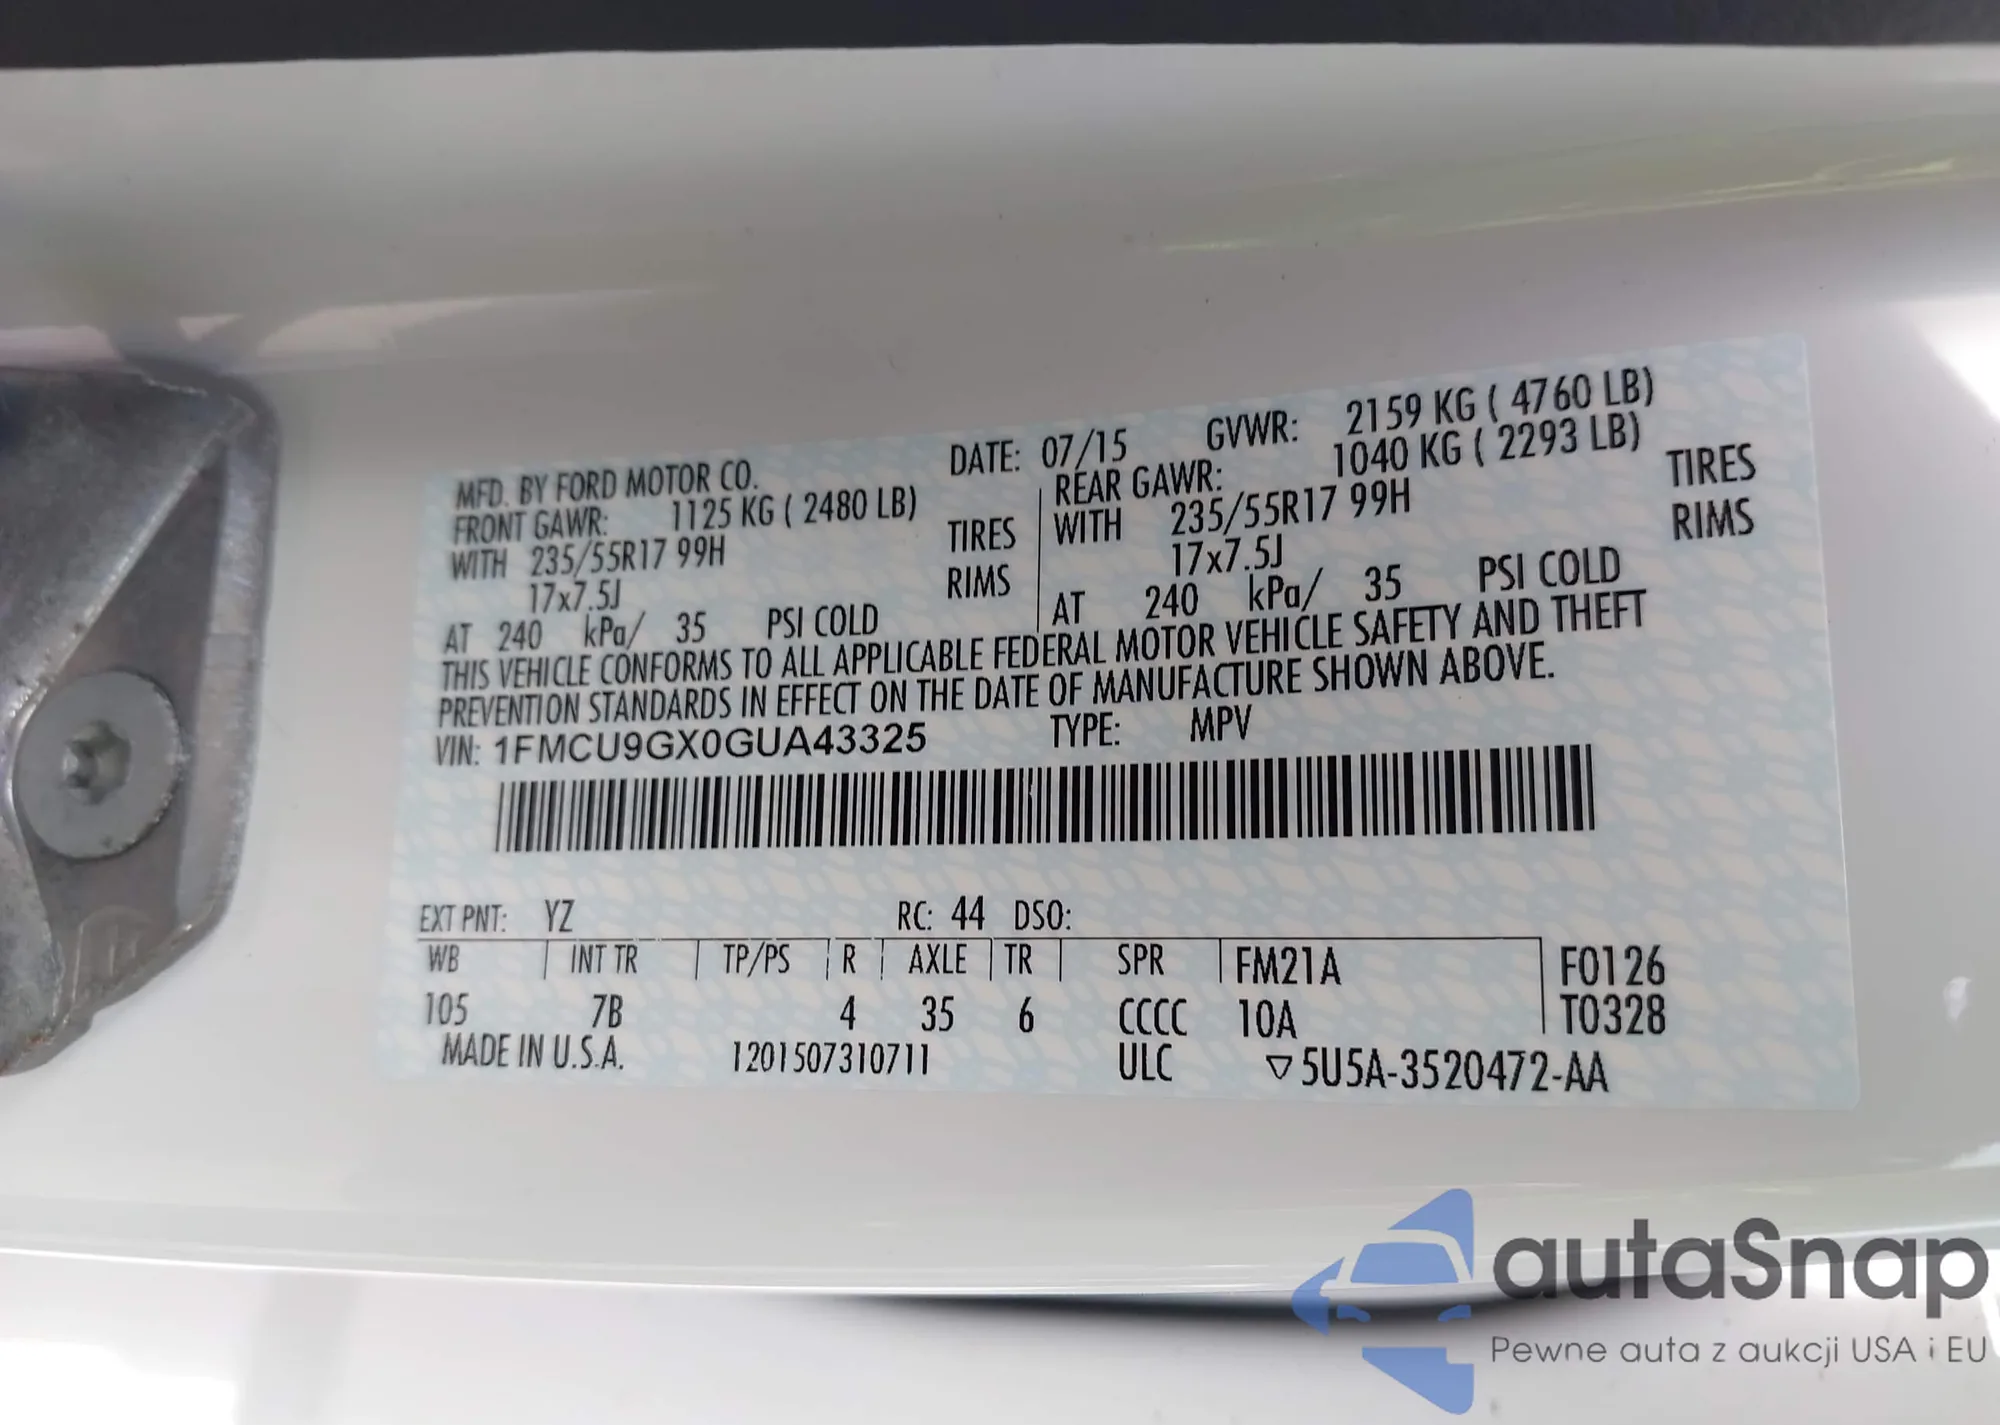 MFD. BY FORD MOTOR CO. DATE: 07/15 GVWR: 2159 KG ( 4760 LB)
FRONT GAWR: 1125 KG ( 2480 LB) REAR GAWR: 1040 KG ( 2293 LB)
WITH 235/55R17 99H TIRES WITH 235/55R17 99H TIRES
17x7.5J RIMS 17x7.5J RIMS
AT 240 kPa/ 35 PSI COLD AT 240 kPa/ 35 PSI COLD
THIS VEHICLE CONFORMS TO ALL APPLICABLE FEDERAL MOTOR VEHICLE SAFETY AND THEFT
PREVENTION STANDARDS IN EFFECT ON THE DATE OF MANUFACTURE SHOWN ABOVE.
VIN: 1FMCU9GX0GUA43325 TYPE: MPV
EXT PNT: YZ RC: 44 DSO:
WB INT TR TP/PS R AXLE TR SPR FM21A F0126
105 7B 4 35 6 CCCC 10A T0328
MADE IN U.S.A. 1201507310711 ULC ▽5U5A-3520472-AA
autaSnap
Pewne auta z aukcji USA i EU